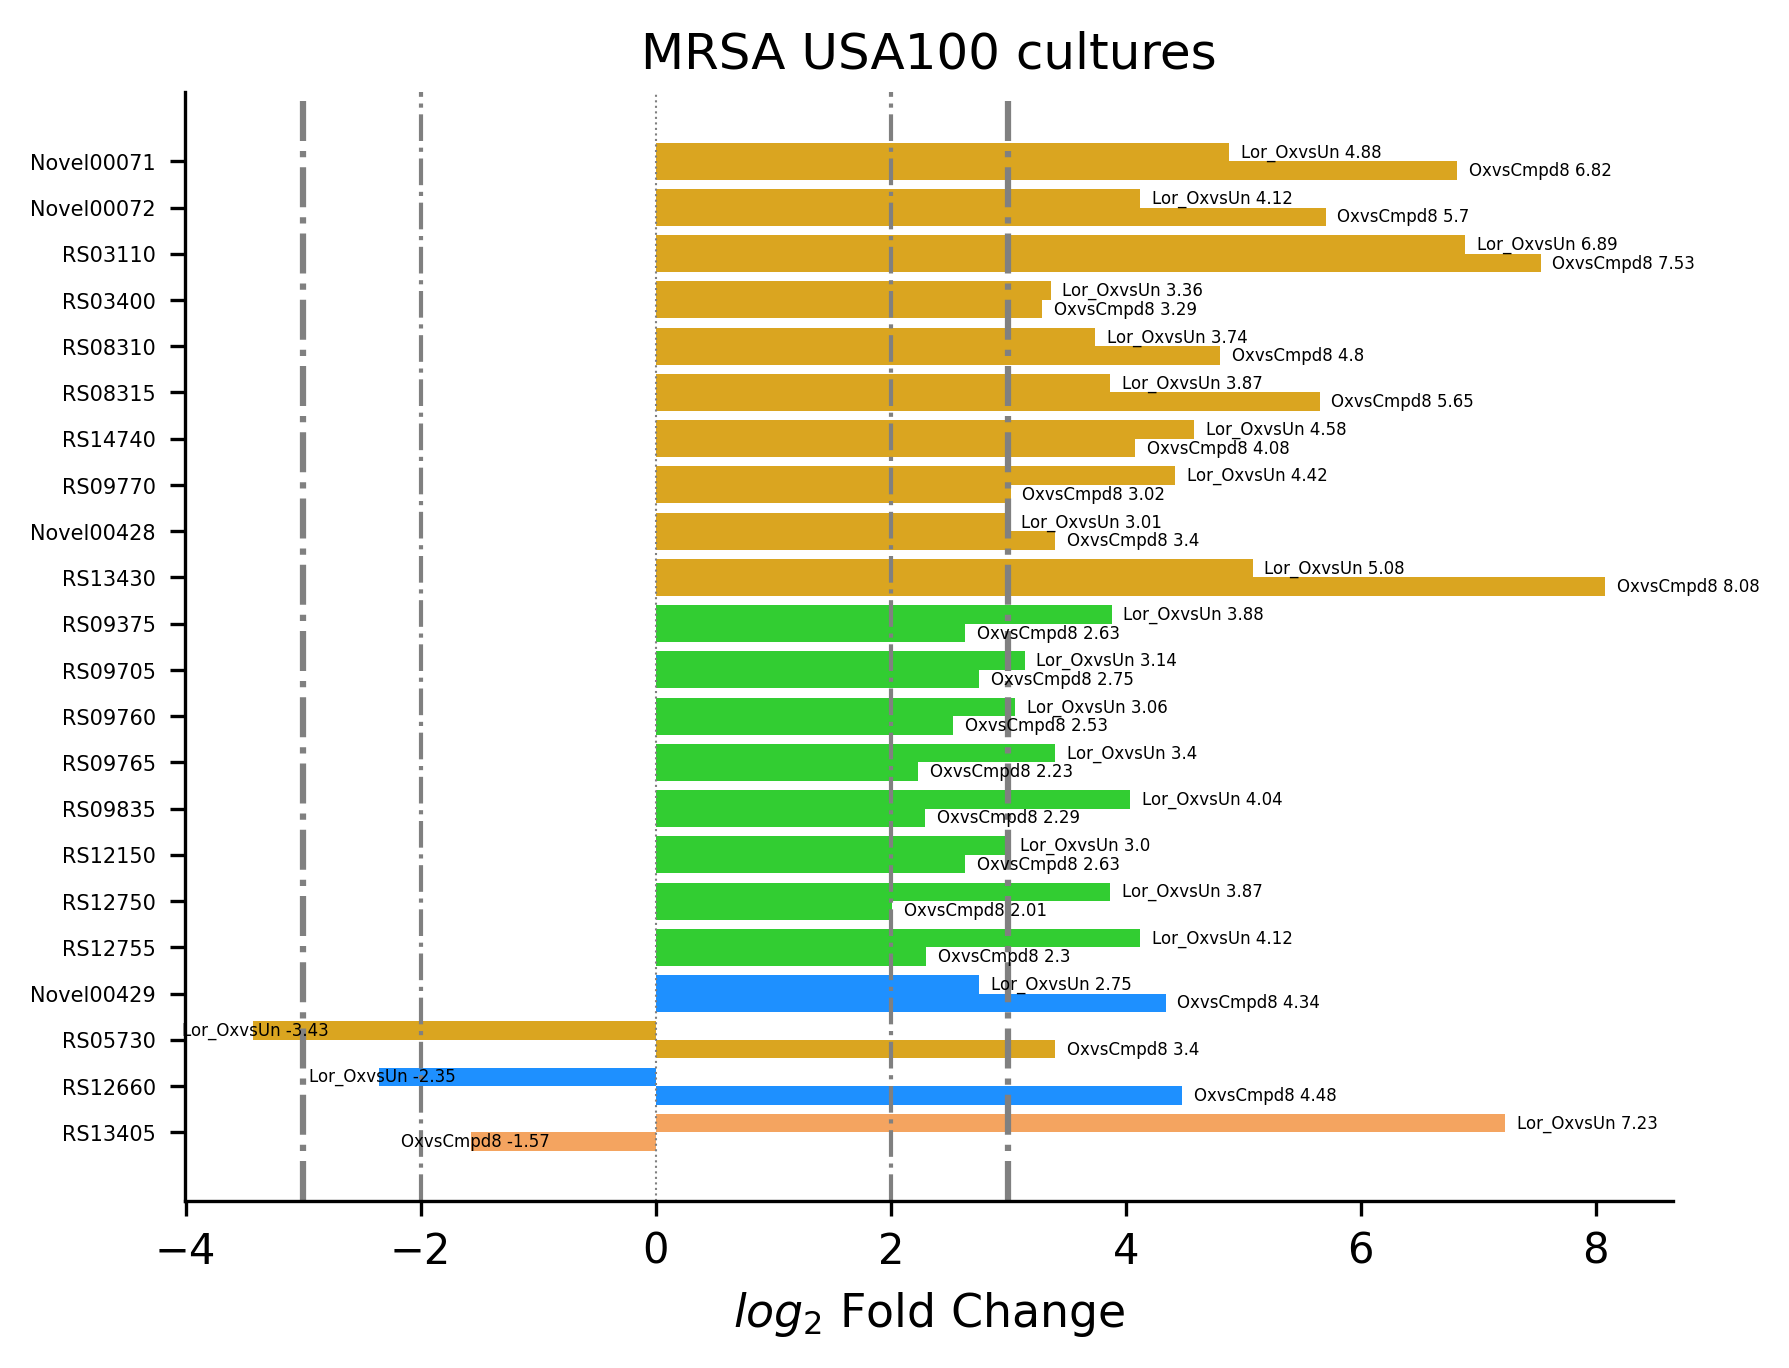 MRSA USA100 cultures
Novel00071
Lor_OxvsUn 4.88
OxvsCmpd8 6.82
Novel00072
Lor_OxvsUn 4.12
OxvsCmpd8 5.7
RS03110
Lor_OxvsUn 6.89
OxvsCmpd8 7.53
RS03400
Lor_OxvsUn 3.36
OxvsCmpd8 3.29
RS08310
Lor_OxvsUn 3.74
OxvsCmpd8 4.8
RS08315
Lor_OxvsUn 3.87
OxvsCmpd8 5.65
RS14740
Lor_OxvsUn 4.58
OxvsCmpd8 4.08
RS09770
Lor_OxvsUn 4.42
OxvsCmpd8 3.02
Novel00428
Lor_OxvsUn 3.01
OxvsCmpd8 3.4
RS13430
Lor_OxvsUn 5.08
OxvsCmpd8 8.08
RS09375
Lor_OxvsUn 3.88
OxvsCmpd8 2.63
RS09705
Lor_OxvsUn 3.14
OxvsCmpd8 2.75
RS09760
Lor_OxvsUn 3.06
OxvsCmpd8 2.53
RS09765
Lor_OxvsUn 3.4
OxvsCmpd8 2.23
RS09835
Lor_OxvsUn 4.04
OxvsCmpd8 2.29
RS12150
Lor_OxvsUn 3.0
OxvsCmpd8 2.63
RS12750
Lor_OxvsUn 3.87
OxvsCmpd8 2.01
RS12755
Lor_OxvsUn 4.12
OxvsCmpd8 2.3
Novel00429
Lor_OxvsUn 2.75
OxvsCmpd8 4.34
RS05730
Lor_OxvsUn -3.43
OxvsCmpd8 3.4
RS12660
Lor_OxvsUn -2.35
OxvsCmpd8 4.48
RS13405
Lor_OxvsUn 7.23
OxvsCmpd8 -1.57
−4 −2 0 2 4 6 8
log₂ Fold Change